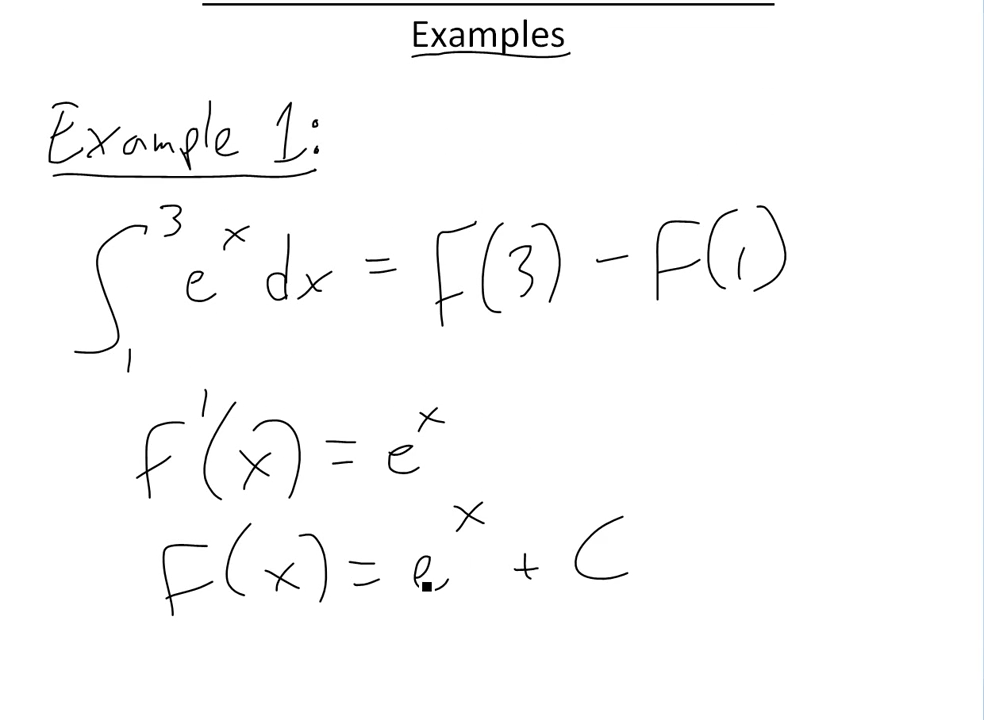 Examples
Example 1:
∫₁³ eˣ dx = F(3) - F(1)
F'(x) = eˣ
F(x) = eˣ + C